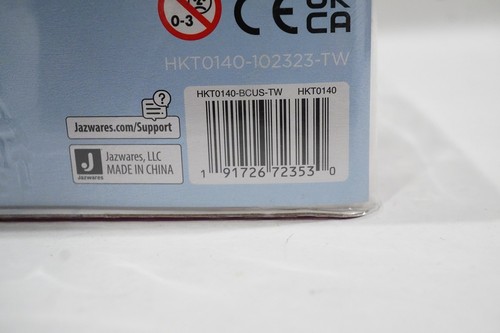 0-3
CE
UK
CA
HKT0140-102323-TW
HKT0140-BCUS-TW HKT0140
Jazwares.com/Support
?
J
Jazwares
Jazwares, LLC
MADE IN CHINA
1 91726 72353 0